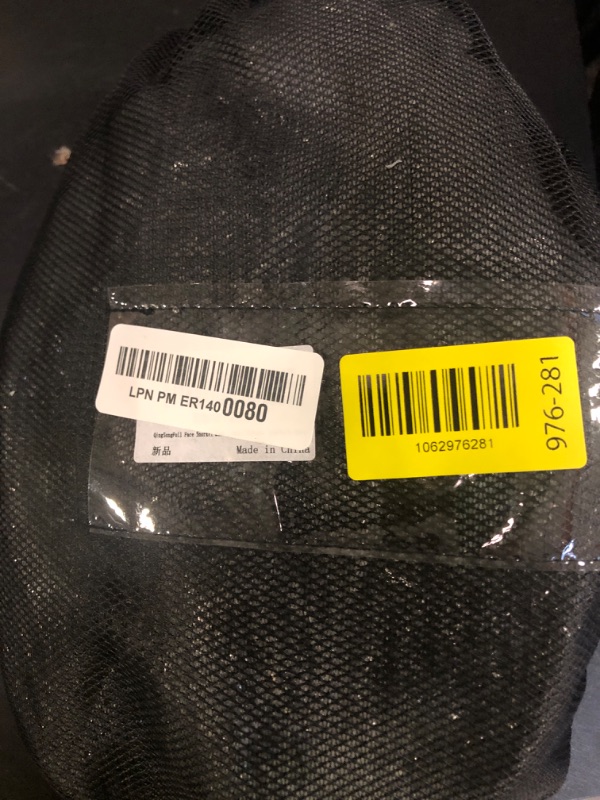 LPN PM ER1400080
新品
Made in China
1062976281
976-281